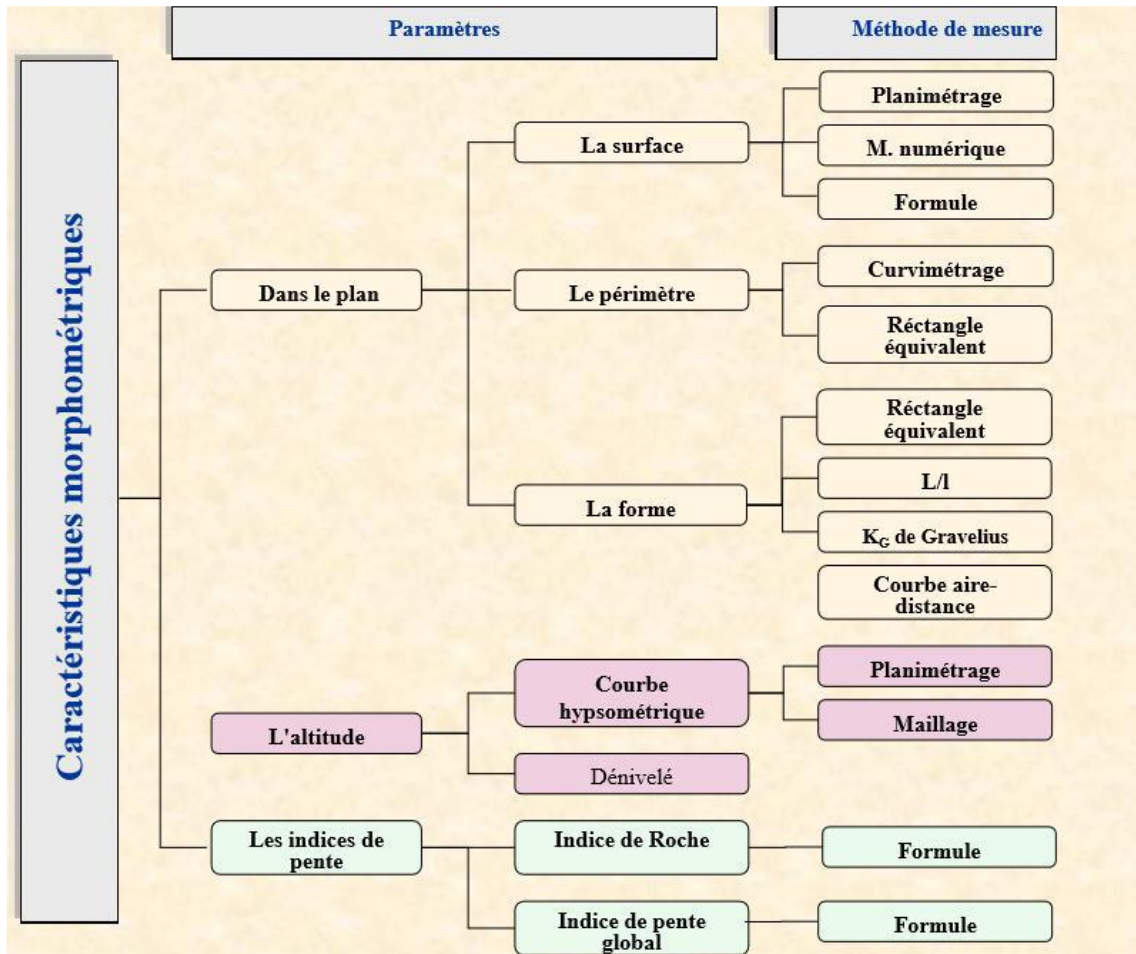 Paramètres
Méthode de mesure
Caractéristiques morphométriques
Dans le plan
La surface
Planimétrage
M. numérique
Formule
Le périmètre
Curvimétrage
Réctangle
équivalent
La forme
Réctangle
équivalent
L/l
KG de Gravelius
Courbe aire-
distance
L'altitude
Courbe
hypsométrique
Planimétrage
Maillage
Dénivelé
Les indices de
pente
Indice de Roche
Formule
Indice de pente
global
Formule